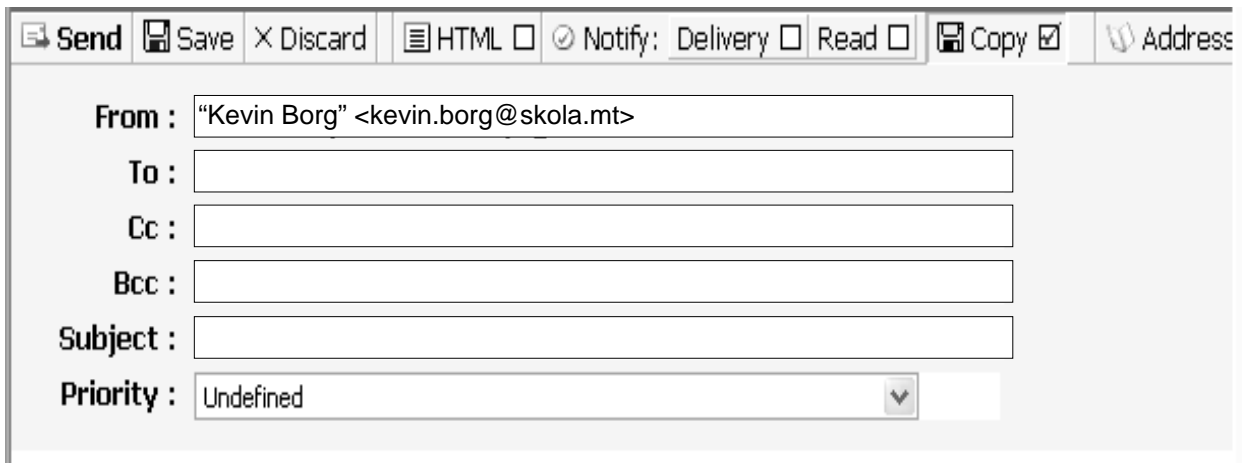 Send Save × Discard HTML Notify: Delivery Read Copy Address
From : “Kevin Borg” <kevin.borg@skola.mt>
To :
Cc :
Bcc :
Subject :
Priority : Undefined